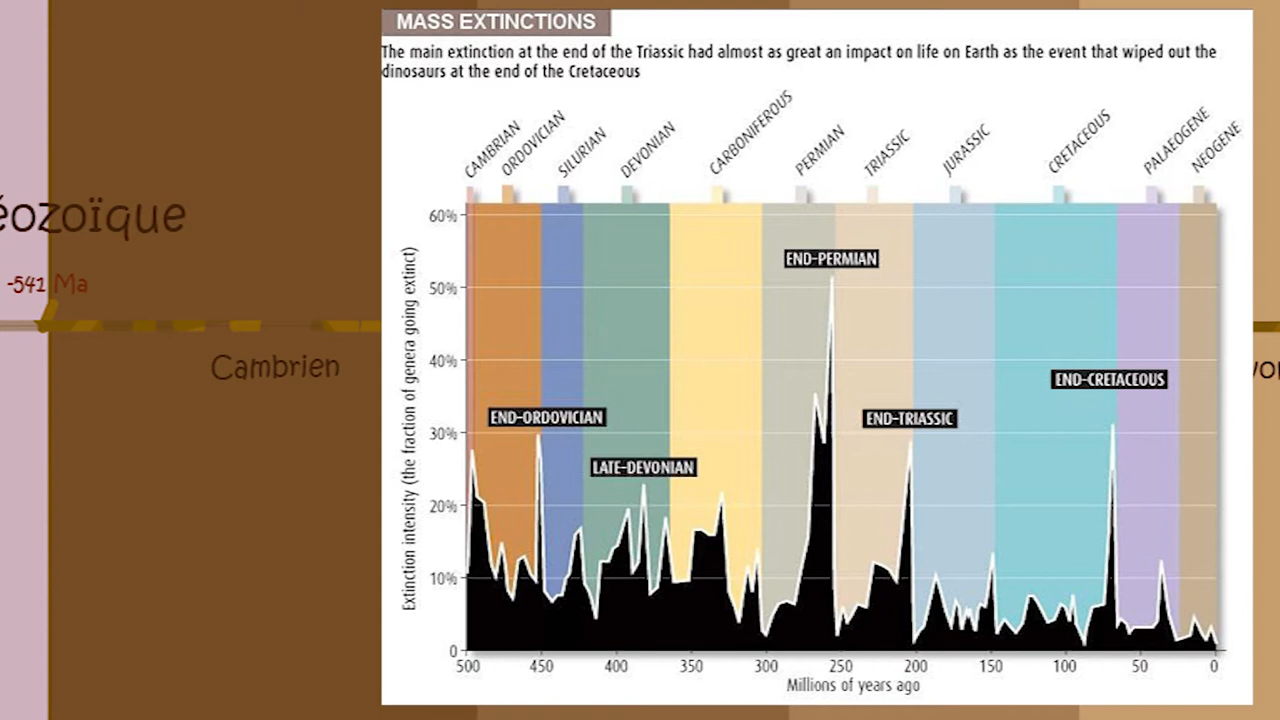 MASS EXTINCTIONS
The main extinction at the end of the Triassic had almost as great an impact on life on Earth as the event that wiped out the
dinosaurs at the end of the Cretaceous
CAMBRIAN
ORDOVICIAN
SILURIAN
DEVONIAN
CARBONIFEROUS
PERMIAN
TRIASSIC
JURASSIC
CRETACEOUS
PALAEOGENE
NEOGENE
éozoïque
-541 Ma
Cambrien
Extinction intensity (the fraction of genera going extinct)
60%
50%
40%
30%
20%
10%
0
END-PERMIAN
END-CRETACEOUS
END-ORDOVICIAN
END-TRIASSIC
LATE-DEVONIAN
500 450 400 350 300 250 200 150 100 50 0
Millions of years ago